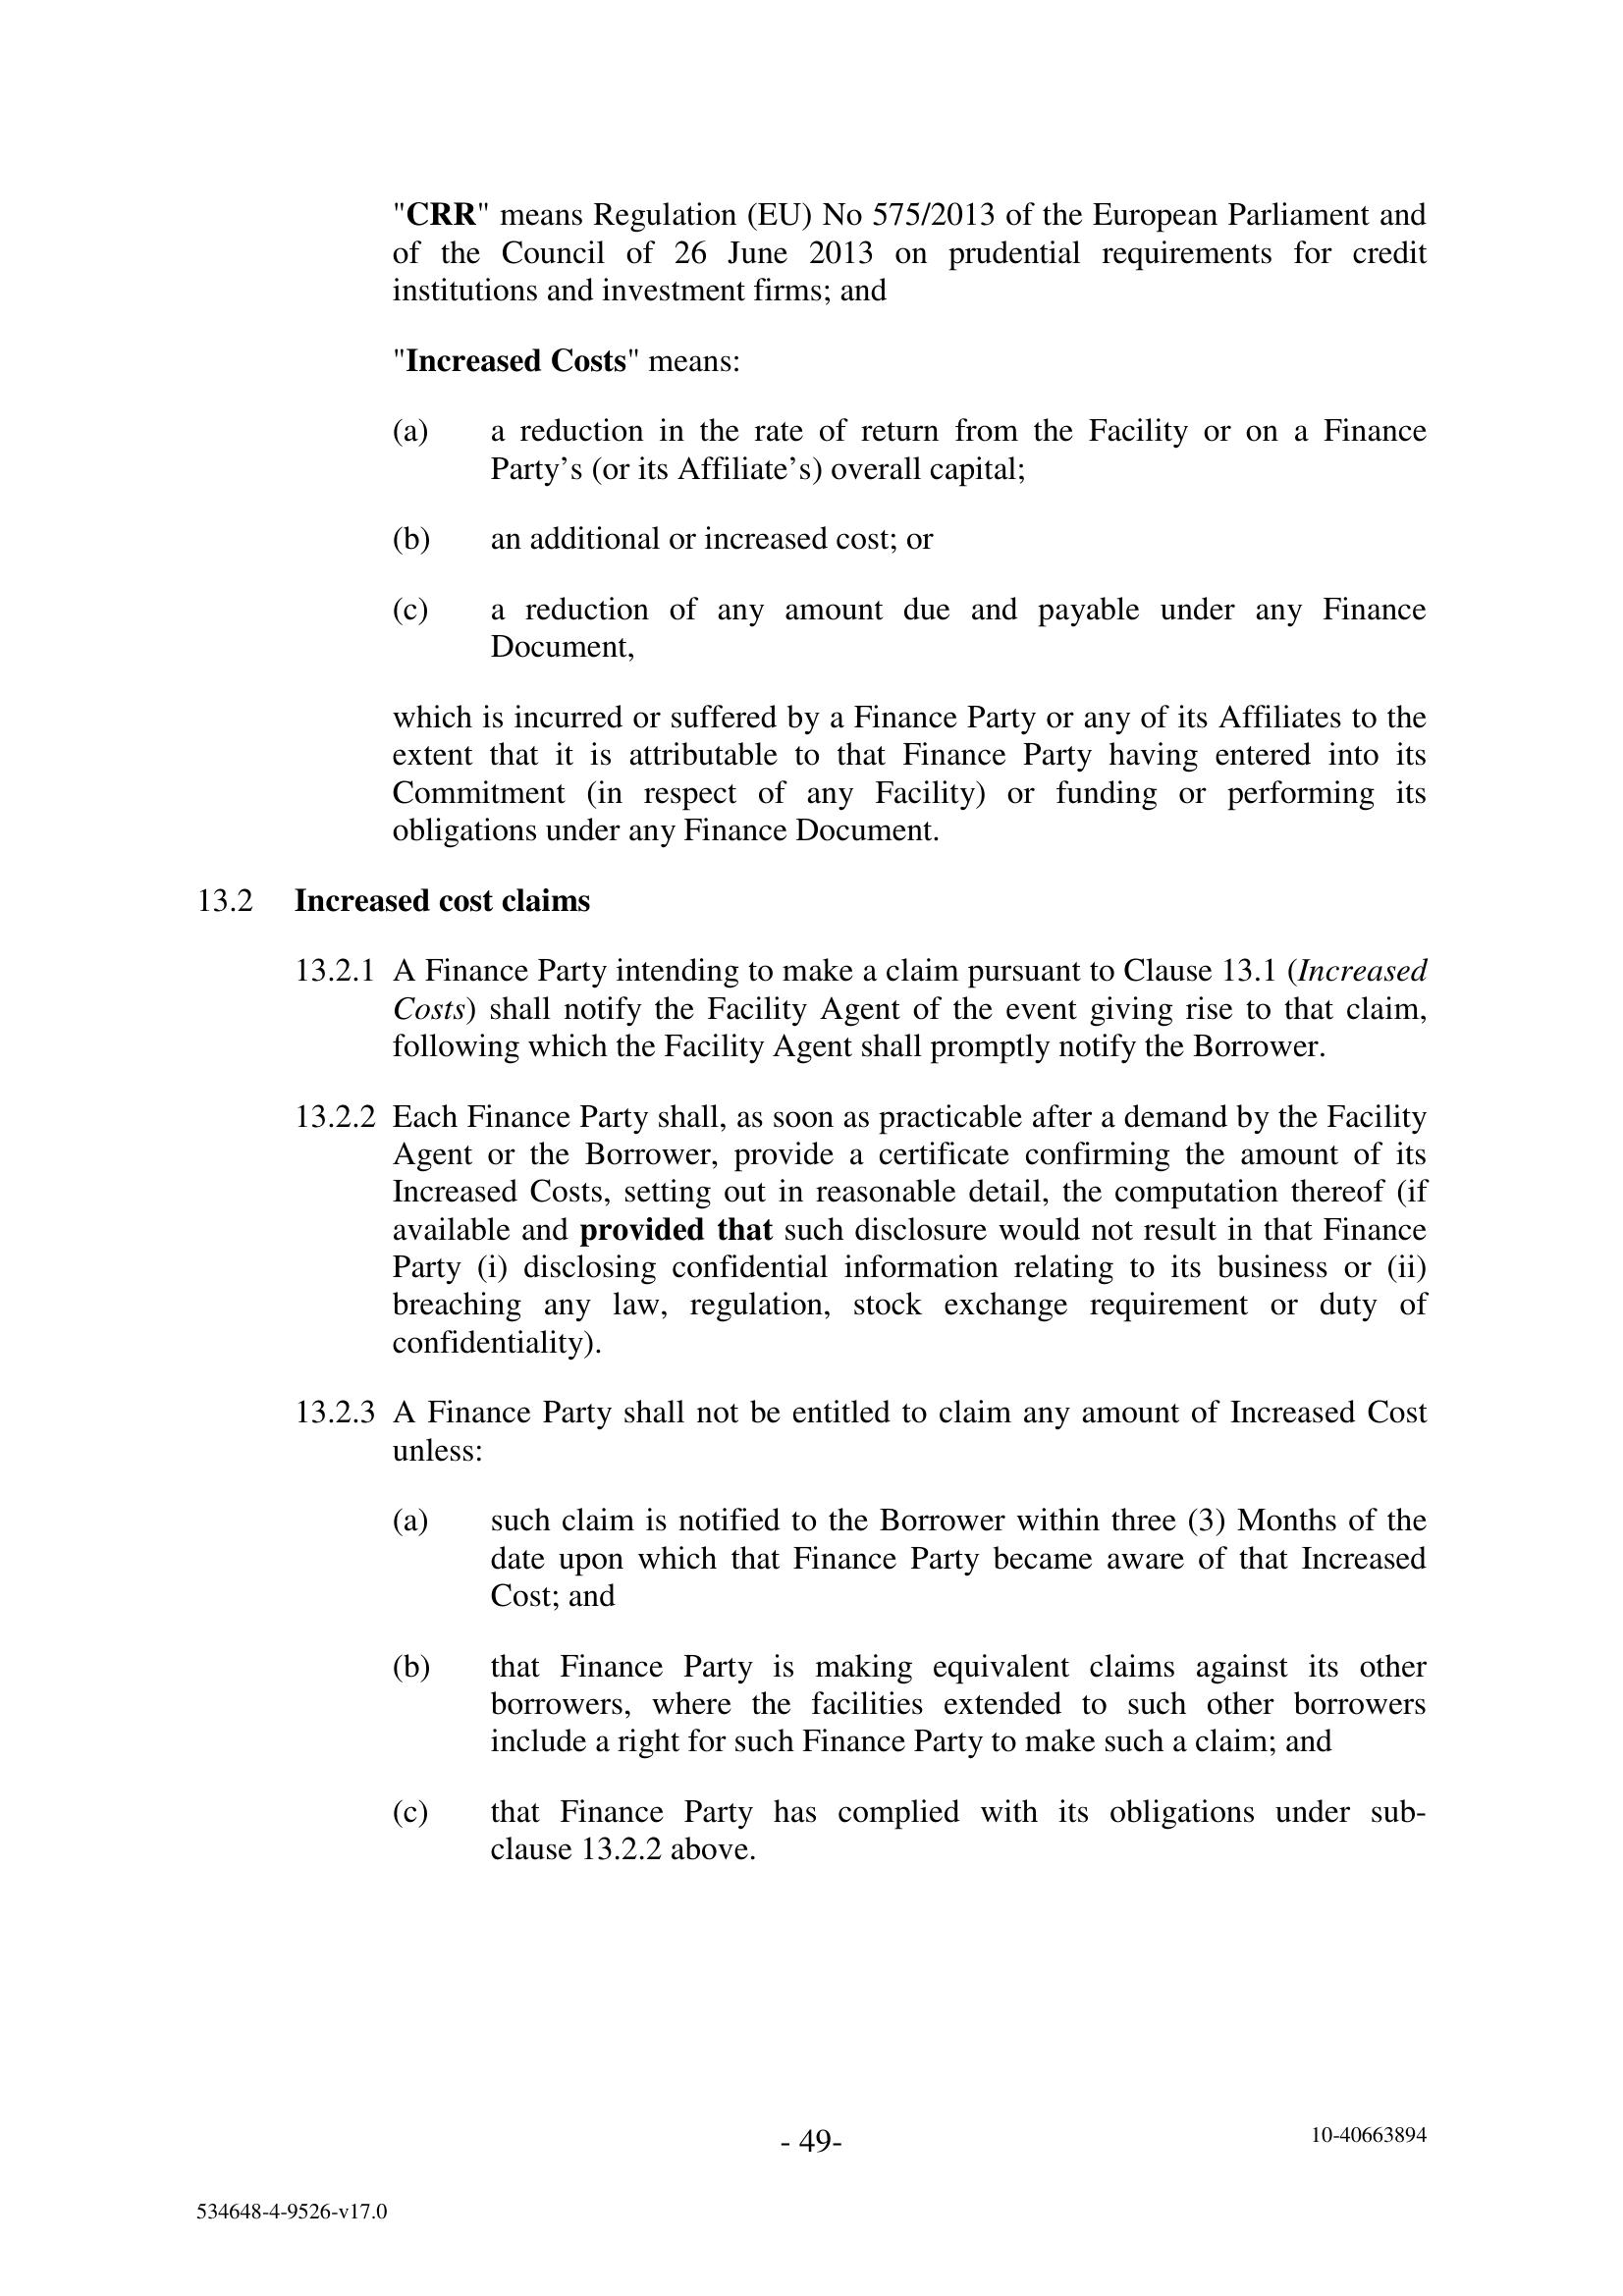 "CRR" means Regulation (EU) No 575/2013 of the European Parliament and
of the Council of 26 June 2013 on prudential requirements for credit
institutions and investment firms; and
"Increased Costs" means:
(a) a reduction in the rate of return from the Facility or on a Finance
Party’s (or its Affiliate’s) overall capital;
(b) an additional or increased cost; or
(c) a reduction of any amount due and payable under any Finance
Document,
which is incurred or suffered by a Finance Party or any of its Affiliates to the
extent that it is attributable to that Finance Party having entered into its
Commitment (in respect of any Facility) or funding or performing its
obligations under any Finance Document.
13.2 Increased cost claims
13.2.1 A Finance Party intending to make a claim pursuant to Clause 13.1 (Increased
Costs) shall notify the Facility Agent of the event giving rise to that claim,
following which the Facility Agent shall promptly notify the Borrower.
13.2.2 Each Finance Party shall, as soon as practicable after a demand by the Facility
Agent or the Borrower, provide a certificate confirming the amount of its
Increased Costs, setting out in reasonable detail, the computation thereof (if
available and provided that such disclosure would not result in that Finance
Party (i) disclosing confidential information relating to its business or (ii)
breaching any law, regulation, stock exchange requirement or duty of
confidentiality).
13.2.3 A Finance Party shall not be entitled to claim any amount of Increased Cost
unless:
(a) such claim is notified to the Borrower within three (3) Months of the
date upon which that Finance Party became aware of that Increased
Cost; and
(b) that Finance Party is making equivalent claims against its other
borrowers, where the facilities extended to such other borrowers
include a right for such Finance Party to make such a claim; and
(c) that Finance Party has complied with its obligations under sub-
clause 13.2.2 above.
- 49-
10-40663894
534648-4-9526-v17.0